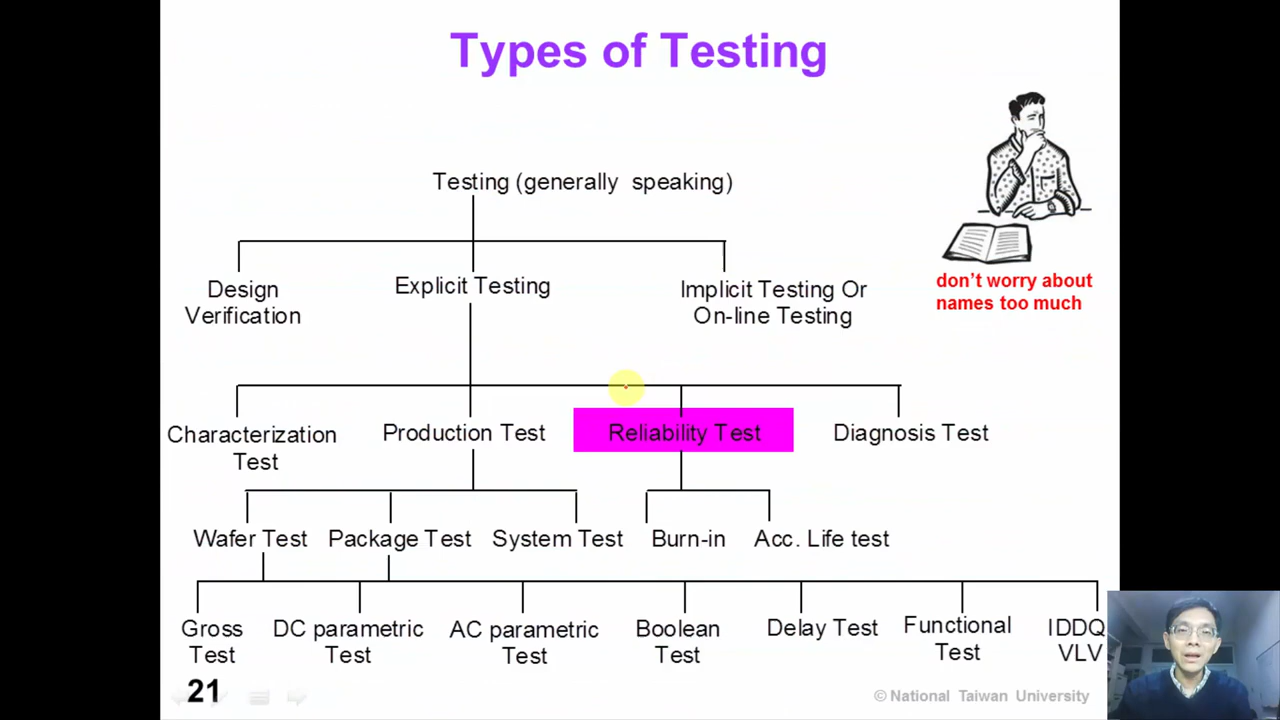 Types of Testing
Testing (generally speaking)
Design
Verification
Explicit Testing
Implicit Testing Or
On-line Testing
don't worry about
names too much
Characterization
Test
Production Test
Reliability Test
Diagnosis Test
Wafer Test
Package Test
System Test
Burn-in
Acc. Life test
Gross
Test
DC parametric
Test
AC parametric
Test
Boolean
Test
Delay Test
Functional
Test
IDDQ
VLV
21
© National Taiwan University